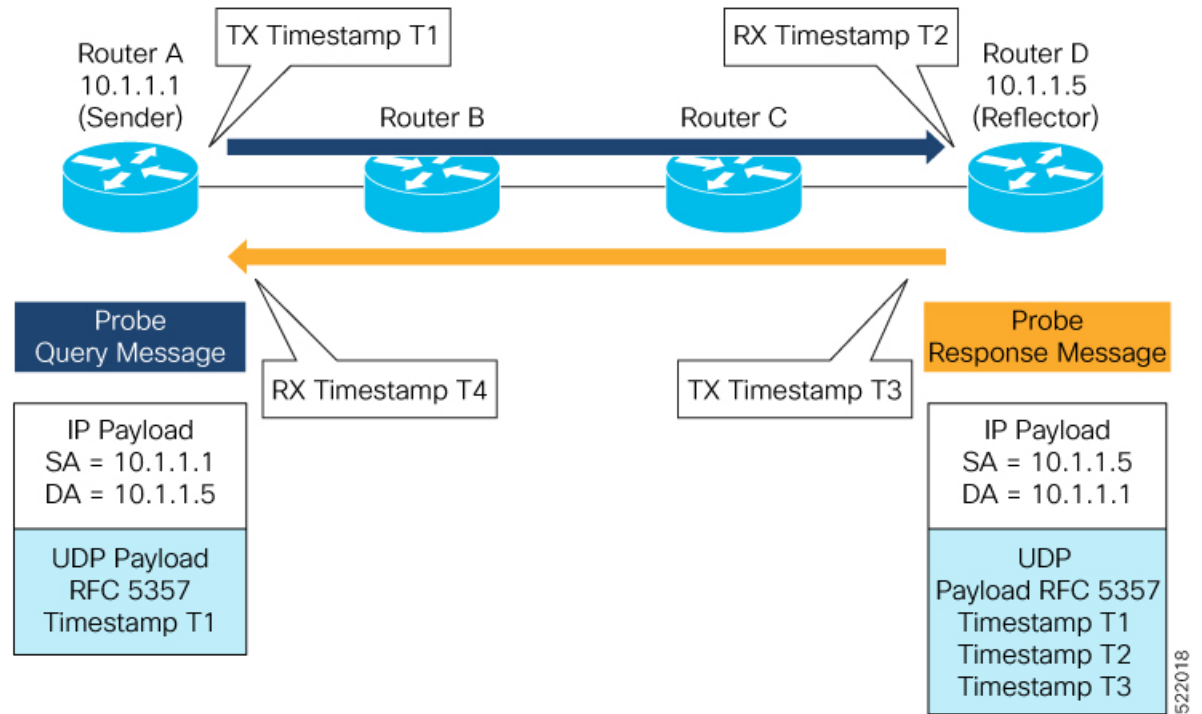 TX Timestamp T1
RX Timestamp T2
Router A
10.1.1.1
(Sender)
Router B
Router C
Router D
10.1.1.5
(Reflector)
Probe
Query Message
RX Timestamp T4
TX Timestamp T3
Probe
Response Message
IP Payload
SA = 10.1.1.1
DA = 10.1.1.5
UDP Payload
RFC 5357
Timestamp T1
IP Payload
SA = 10.1.1.5
DA = 10.1.1.1
UDP
Payload RFC 5357
Timestamp T1
Timestamp T2
Timestamp T3
522018